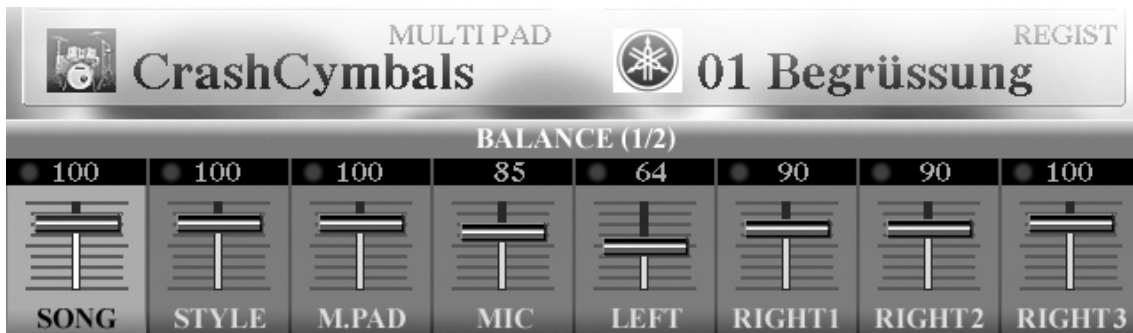 MULTI PAD REGIST
CrashCymbals 01 Begrüssung
BALANCE (1/2)
100 100 100 85 64 90 90 100
SONG STYLE M.PAD MIC LEFT RIGHT1 RIGHT2 RIGHT3